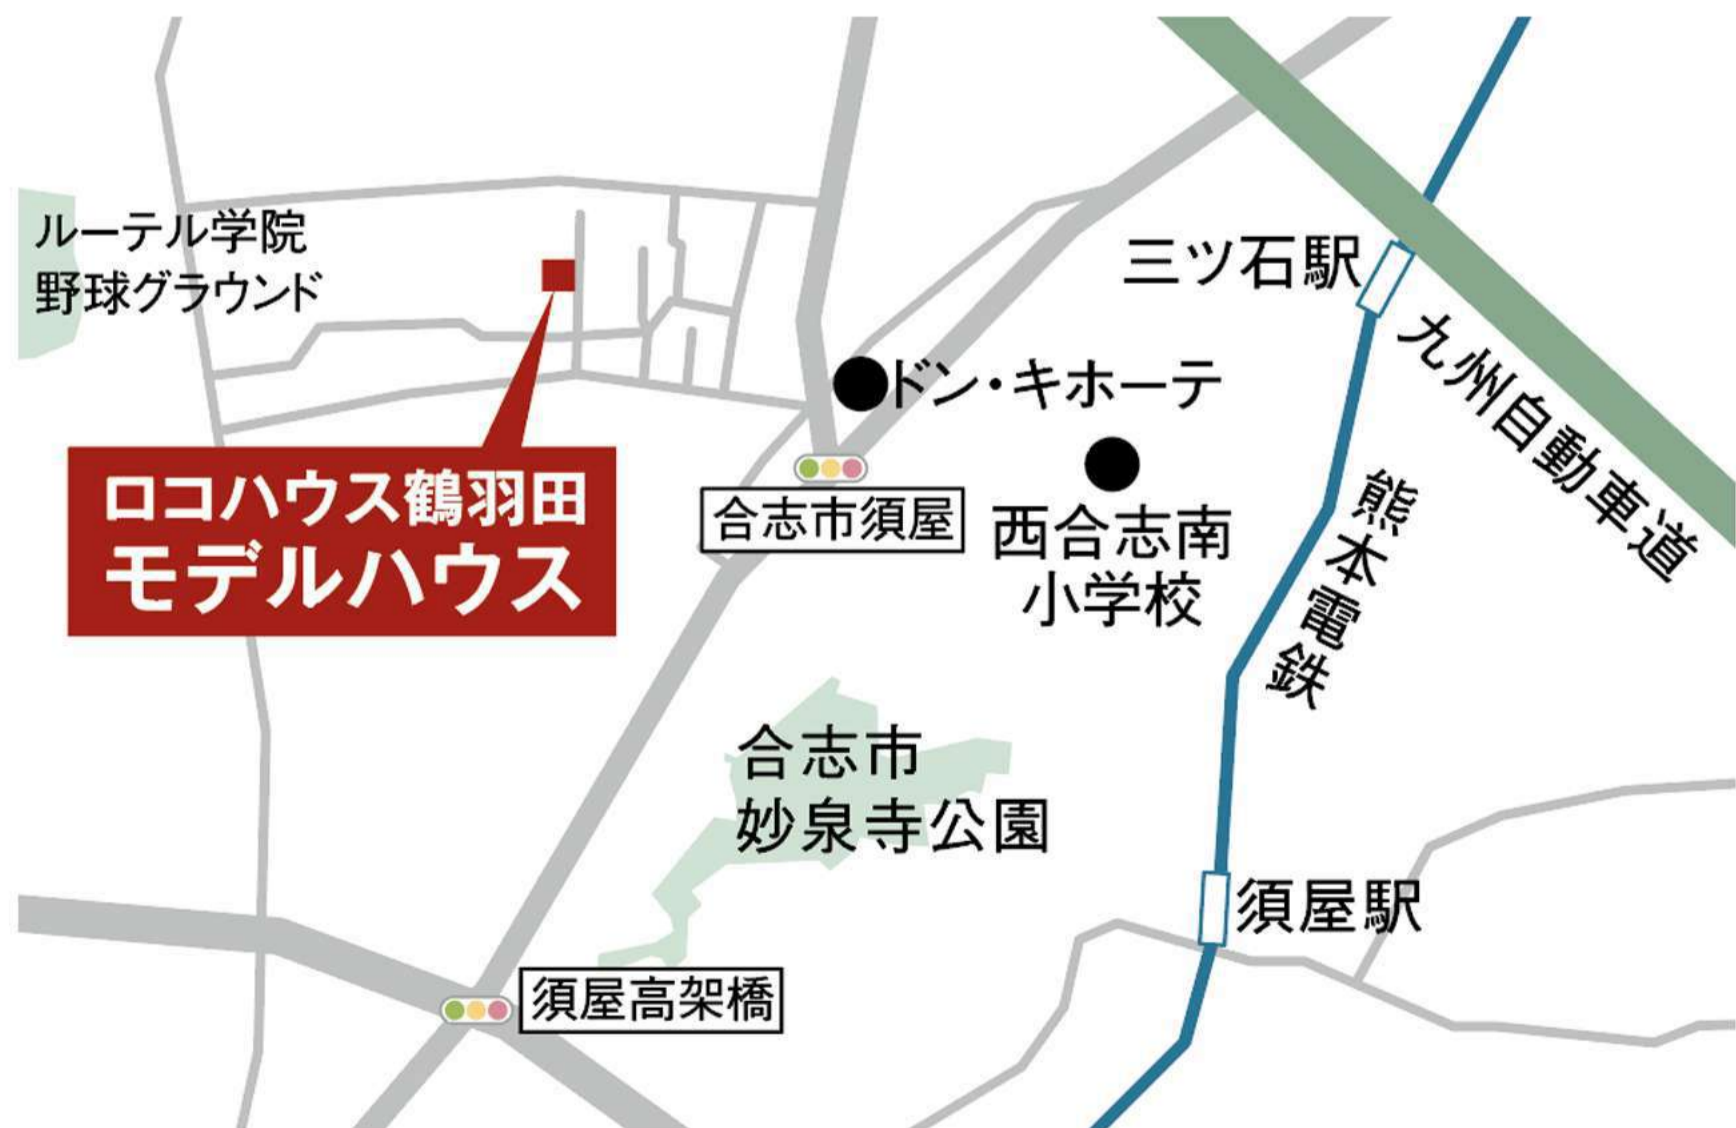 ルーテル学院
野球グラウンド
三ツ石駅
九州自動車道
ドン・キホーテ
ロコハウス鶴羽田
モデルハウス
合志市須屋
西合志南
小学校
熊本電鉄
合志市
妙泉寺公園
須屋駅
須屋高架橋